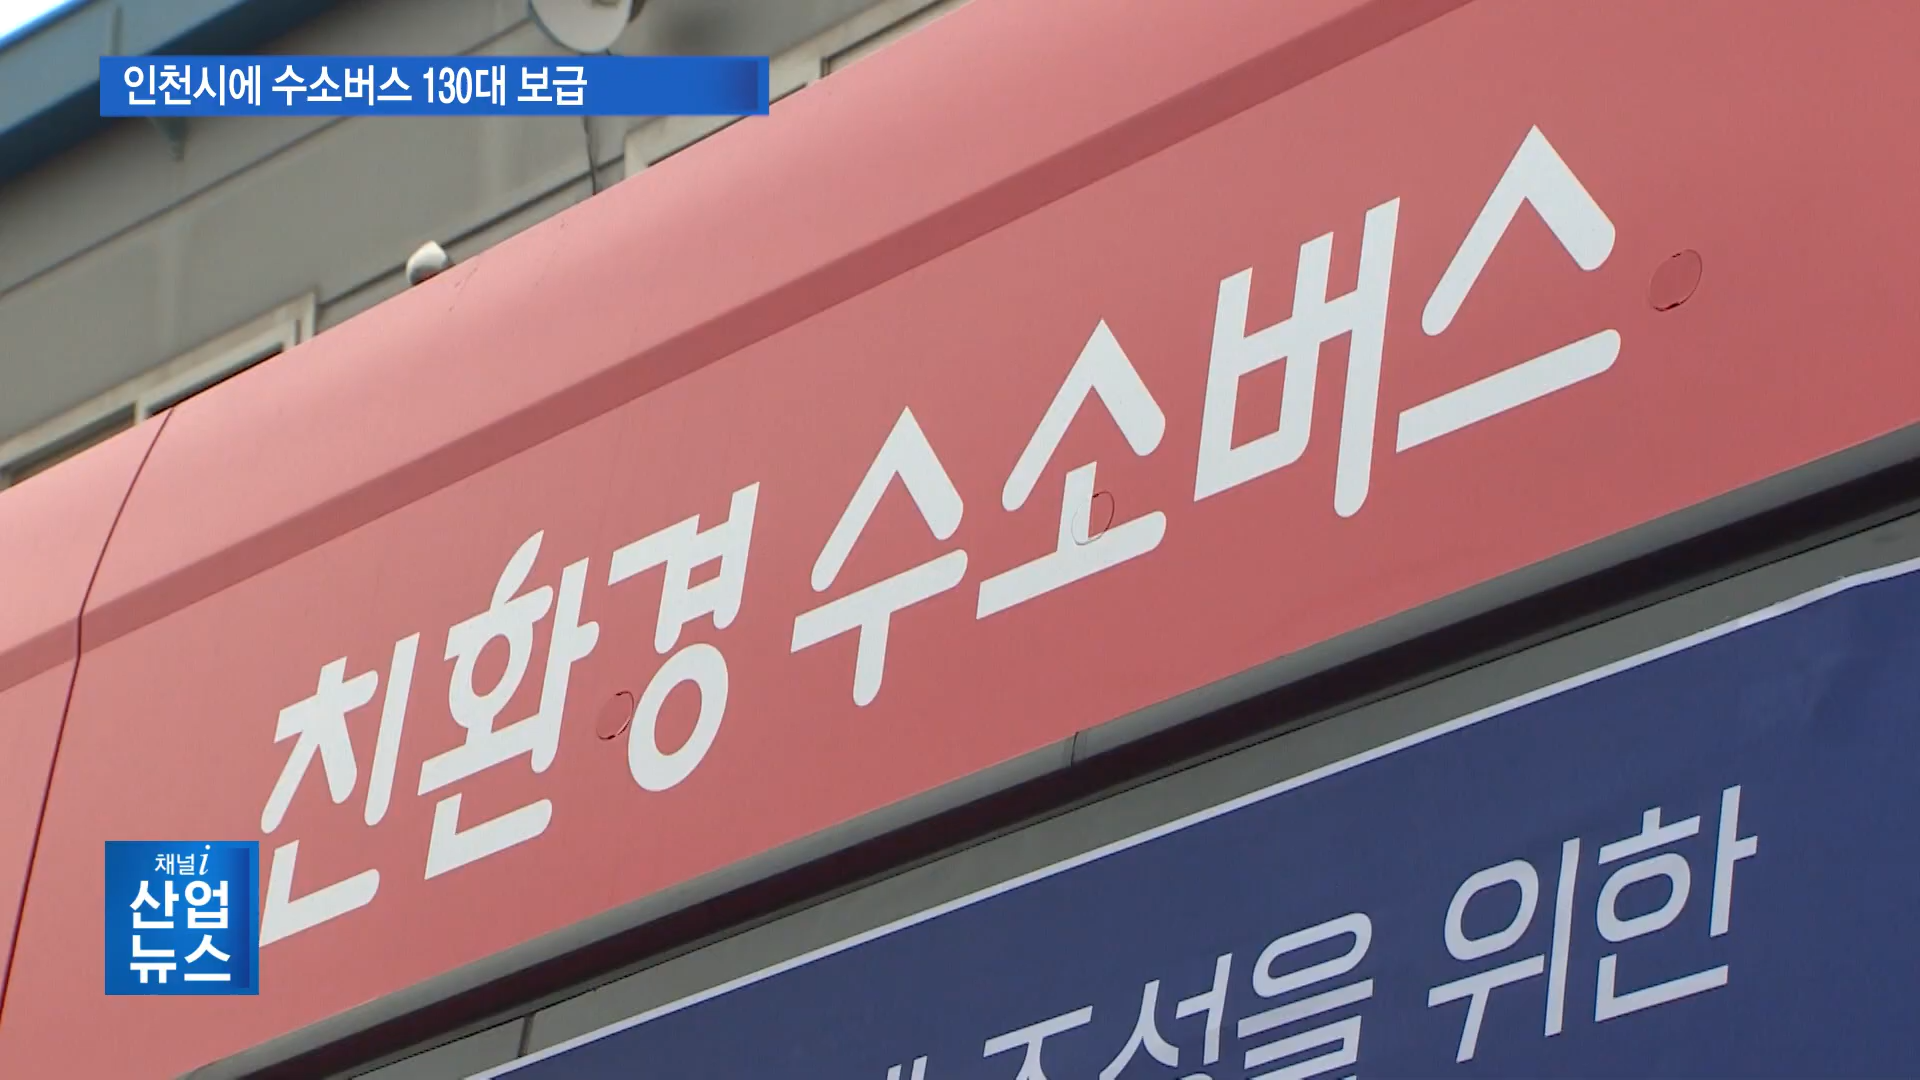 인천시에 수소버스 130대 보급
친환경 수소버스
조성을 위한
채널i
산업
뉴스